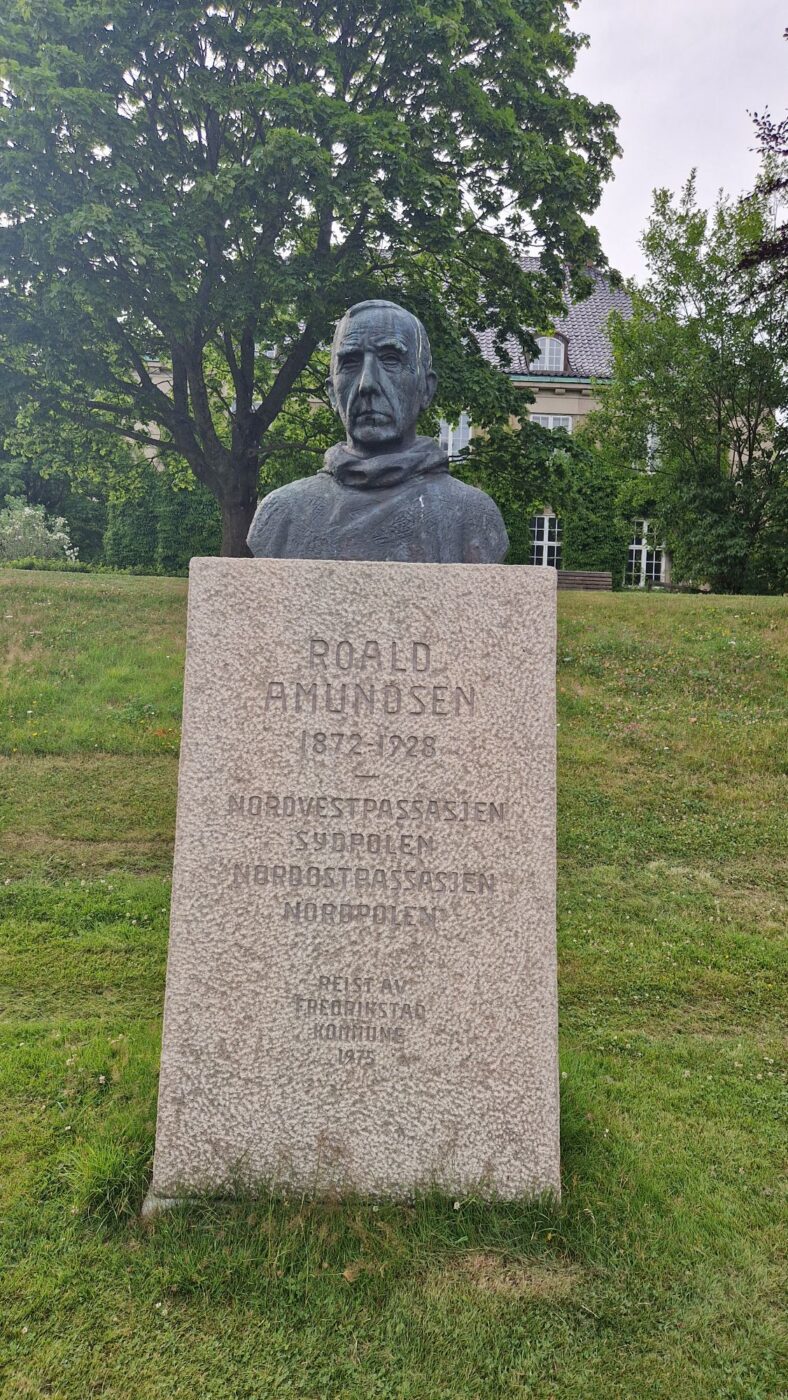 ROALD
AMUNDSEN
1872-1928
—
NORDVESTPASSASJEN
SYDPOLEN
NORDOSTPASSASJEN
NORDPOLEN
REIST AV
FREDRIKSTAD
KOMMUNE
1975